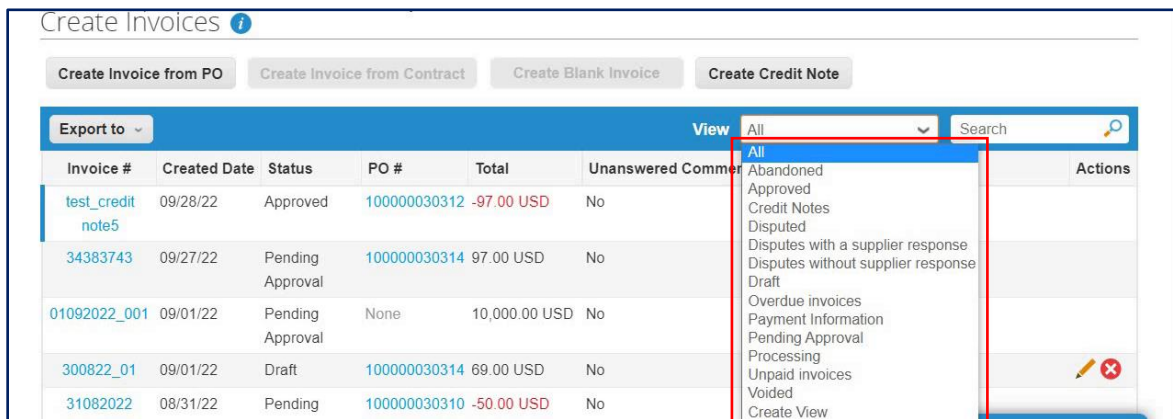 Create Invoices i
Create Invoice from PO Create Invoice from Contract Create Blank Invoice Create Credit Note
Export to View All Search
Invoice # Created Date Status PO # Total Unanswered Actions
All
Abandoned
Approved
Credit Notes
Disputed
Disputes with a supplier response
Disputes without supplier response
Draft
Overdue invoices
Payment Information
Pending Approval
Processing
Unpaid invoices
Voided
Create View
test_credit note5 09/28/22 Approved 100000030312 -97.00 USD No
34383743 09/27/22 Pending Approval 100000030314 97.00 USD No
01092022_001 09/01/22 Pending Approval None 10,000.00 USD No
300822_01 09/01/22 Draft 100000030314 69.00 USD No
31082022 08/31/22 Pending 100000030310 -50.00 USD No